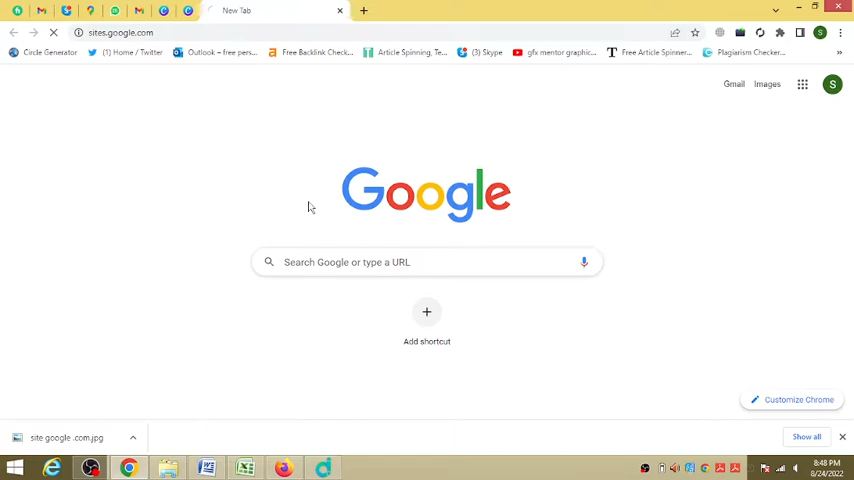 New Tab
sites.google.com
Circle Generator
(1) Home / Twitter
Outlook – free pers...
Free Backlink Check...
Article Spinning, Te...
(3) Skype
gfx mentor graphic...
Free Article Spinner...
Plagiarism Checker...
Gmail
Images
S
Google
Search Google or type a URL
Add shortcut
Customize Chrome
site google .com.jpg
Show all
8:48 PM
8/24/2022